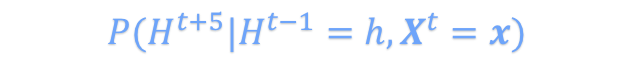 P(H^{t+5}|H^{t-1} = h, X^t = x)